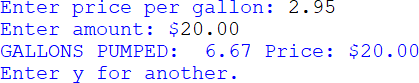 Enter price per gallon: 2.95
Enter amount: $20.00
GALLONS PUMPED:  6.67 Price: $20.00
Enter y for another.